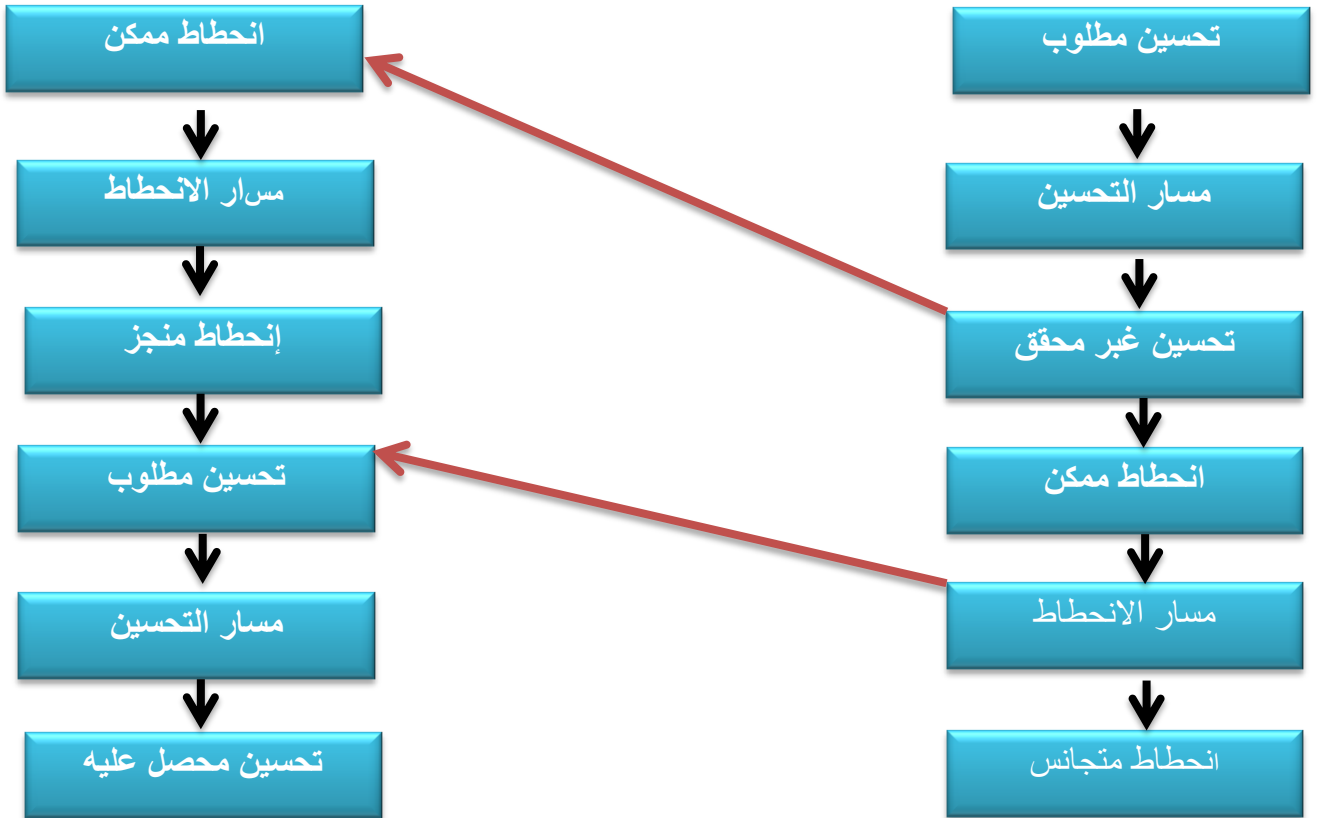 تحسين مطلوب
مسار التحسين
تحسين غبر محقق
انحطاط ممكن
مسار الانحطاط
انحطاط متجانس
انحطاط ممكن
مسار الانحطاط
إنحطاط منجز
تحسين مطلوب
مسار التحسين
تحسين محصل عليه